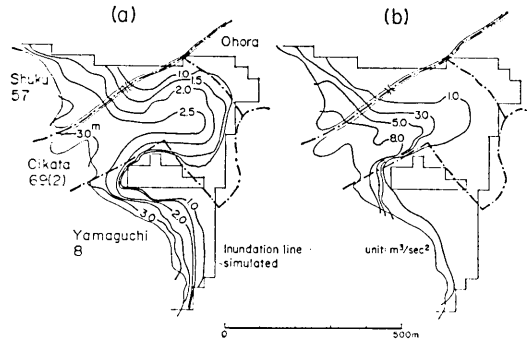 (a)
(b)
Ohora
Shuku
57
1.0
1.5
2.0
2.5
3.0 m
Oikata
69(2)
Yamaguchi
8
3.0
2.0
1.0
Inundation line
simulated
1.0
3.0
5.0
8.0
unit: m³/sec²
0
500m